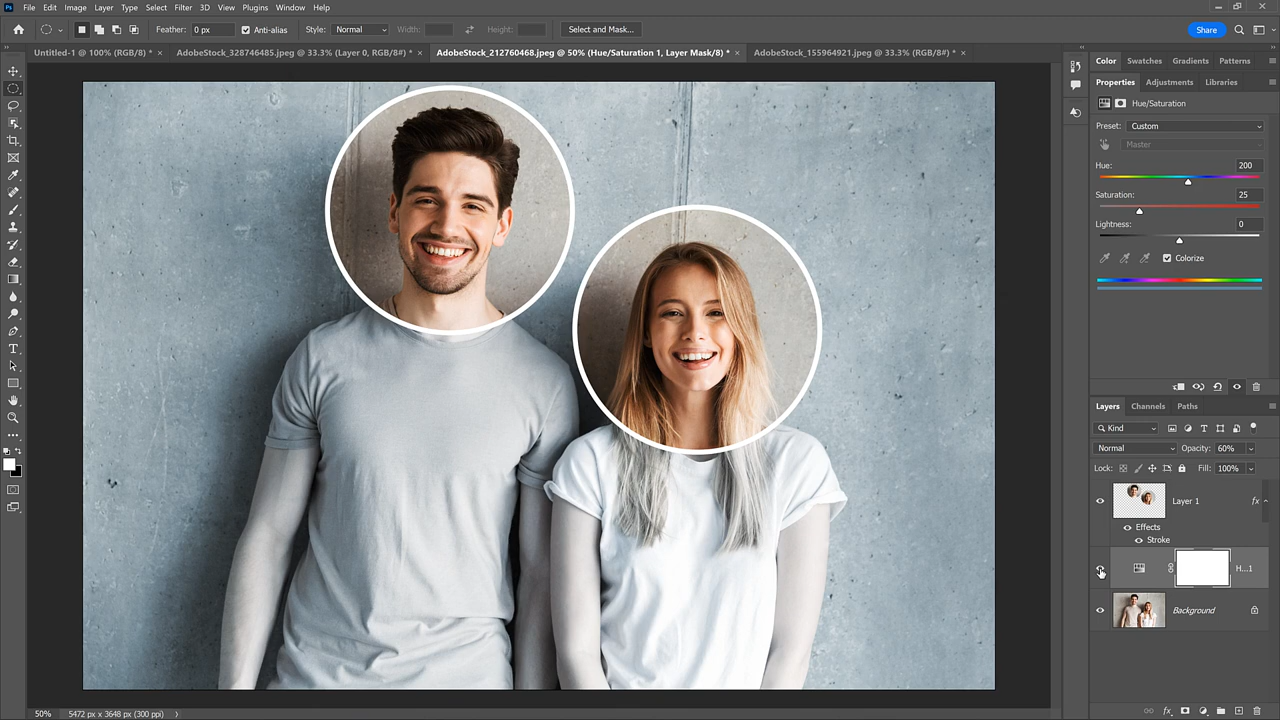 Ps File Edit Image Layer Type Select Filter 3D View Plugins Window Help
Feather: 0 px Anti-alias Style: Normal Width: Height: Select and Mask... Share
Untitled-1 @ 100% (RGB/8) * × AdobeStock_328746485.jpeg @ 33.3% (Layer 0, RGB/8#) * × AdobeStock_212760468.jpeg @ 50% (Hue/Saturation 1, Layer Mask/8) * × AdobeStock_155964921.jpeg @ 33.3% (RGB/8#) * ×
Color Swatches Gradients Patterns
Properties Adjustments Libraries
Hue/Saturation
Preset: Custom
Master
Hue: 200
Saturation: 25
Lightness: 0
Colorize
Layers Channels Paths
Kind
Normal Opacity: 60%
Lock: Fill: 100%
Layer 1 fx
Effects
Stroke
H...1
Background
50% 5472 px x 3648 px (300 ppi)
fx